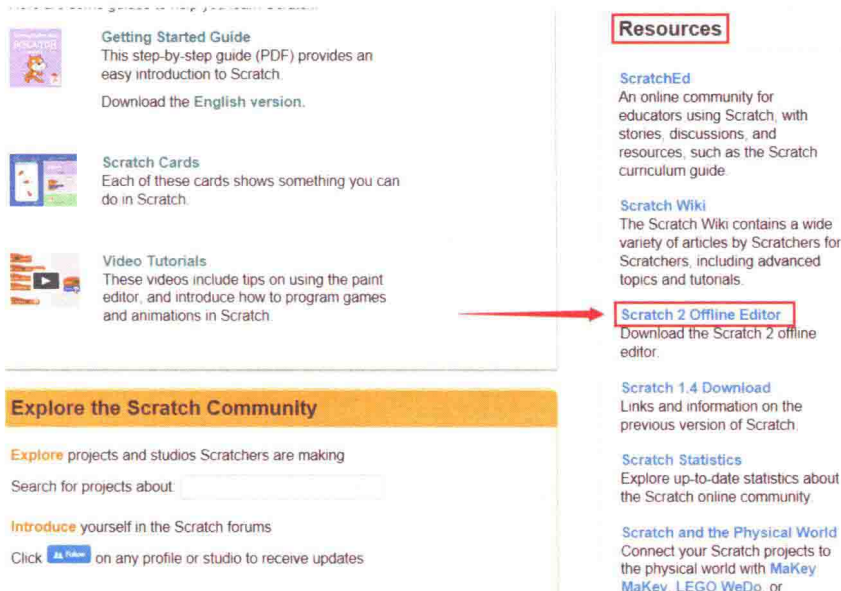 Getting Started Guide
This step-by-step guide (PDF) provides an
easy introduction to Scratch
Download the English version.
Scratch Cards
Each of these cards shows something you can
do in Scratch
Video Tutorials
These videos include tips on using the paint
editor, and introduce how to program games
and animations in Scratch
Explore the Scratch Community
Explore projects and studios Scratchers are making
Search for projects about:
Introduce yourself in the Scratch forums
Click Follow on any profile or studio to receive updates
Resources
ScratchEd
An online community for
educators using Scratch, with
stories, discussions, and
resources, such as the Scratch
curriculum guide
Scratch Wiki
The Scratch Wiki contains a wide
variety of articles by Scratchers for
Scratchers, including advanced
topics and tutorials
Scratch 2 Offline Editor
Download the Scratch 2 offline
editor.
Scratch 1.4 Download
Links and information on the
previous version of Scratch
Scratch Statistics
Explore up-to-date statistics about
the Scratch online community
Scratch and the Physical World
Connect your Scratch projects to
the physical world with MaKey
MaKey, LEGO WeDo, or